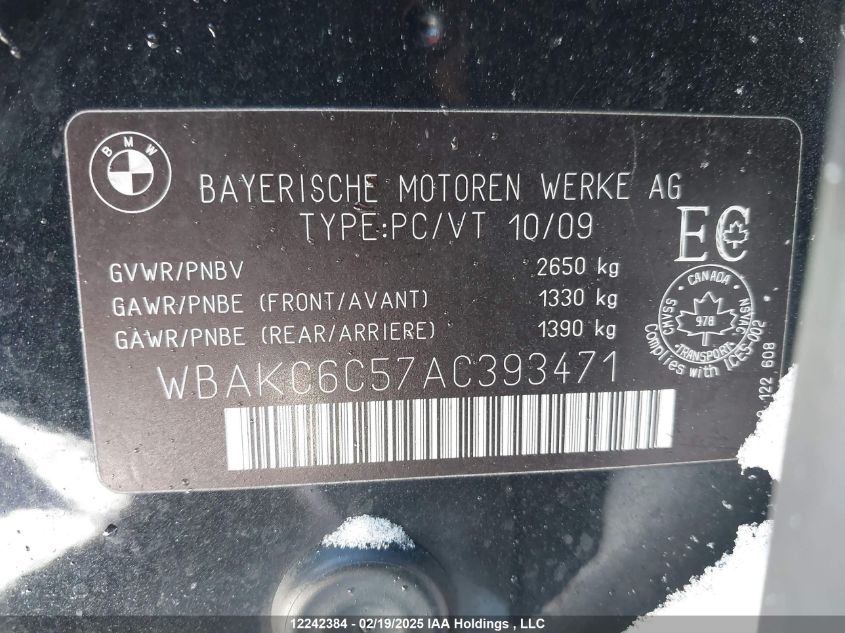 BMW
BAYERISCHE MOTOREN WERKE AG
TYPE:PC/VT 10/09
EC
GVWR/PNBV 2650 kg
GAWR/PNBE (FRONT/AVANT) 1330 kg
GAWR/PNBE (REAR/ARRIERE) 1390 kg
CANADA
CMVSS
NSVAC
978
TRANSPORT
Complies with ICES-002
WBAKC6C57AC393471
122 608
12242384 - 02/19/2025 IAA Holdings , LLC